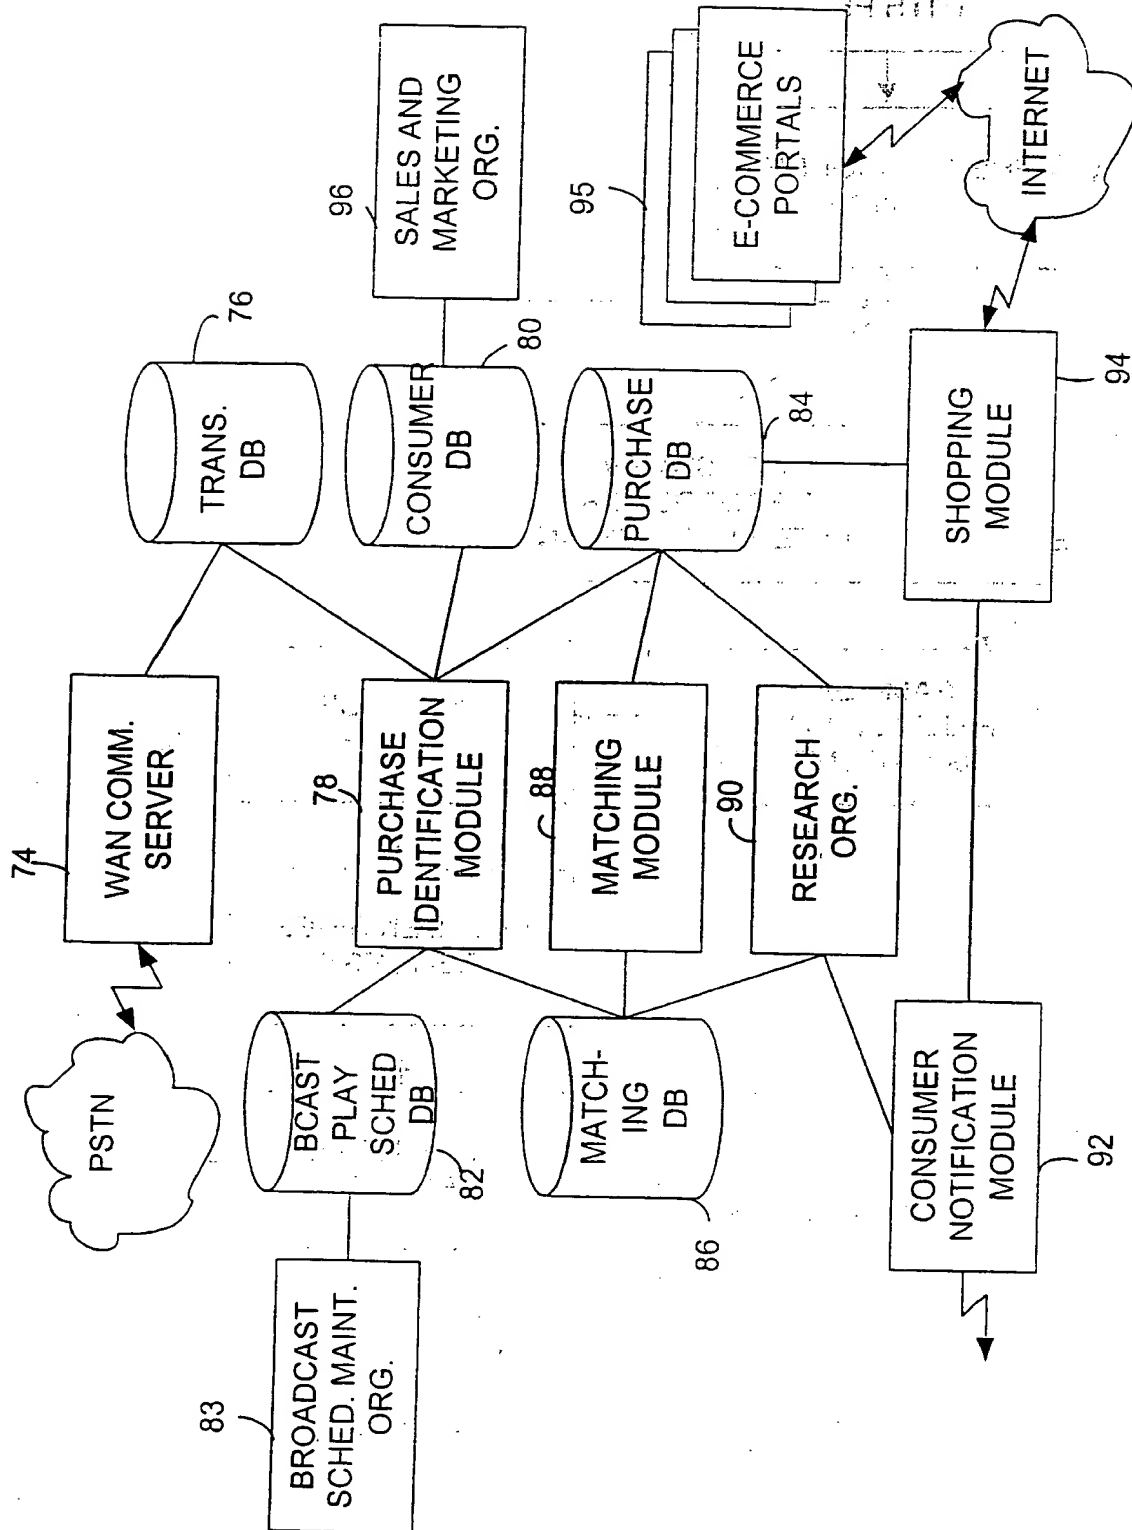 83
BROADCAST
SCHED. MAINT.
ORG.
PSTN
74
WAN COMM.
SERVER
TRANS.
DB
76
BCAST
PLAY
SCHED
DB
82
78
PURCHASE
IDENTIFICATION
MODULE
CONSUMER
DB
80
96
SALES AND
MARKETING
ORG.
MATCH-
ING
DB
86
88
MATCHING
MODULE
PURCHASE
DB
84
95
E-COMMERCE
PORTALS
90
RESEARCH
ORG.
CONSUMER
NOTIFICATION
MODULE
92
SHOPPING
MODULE
94
INTERNET